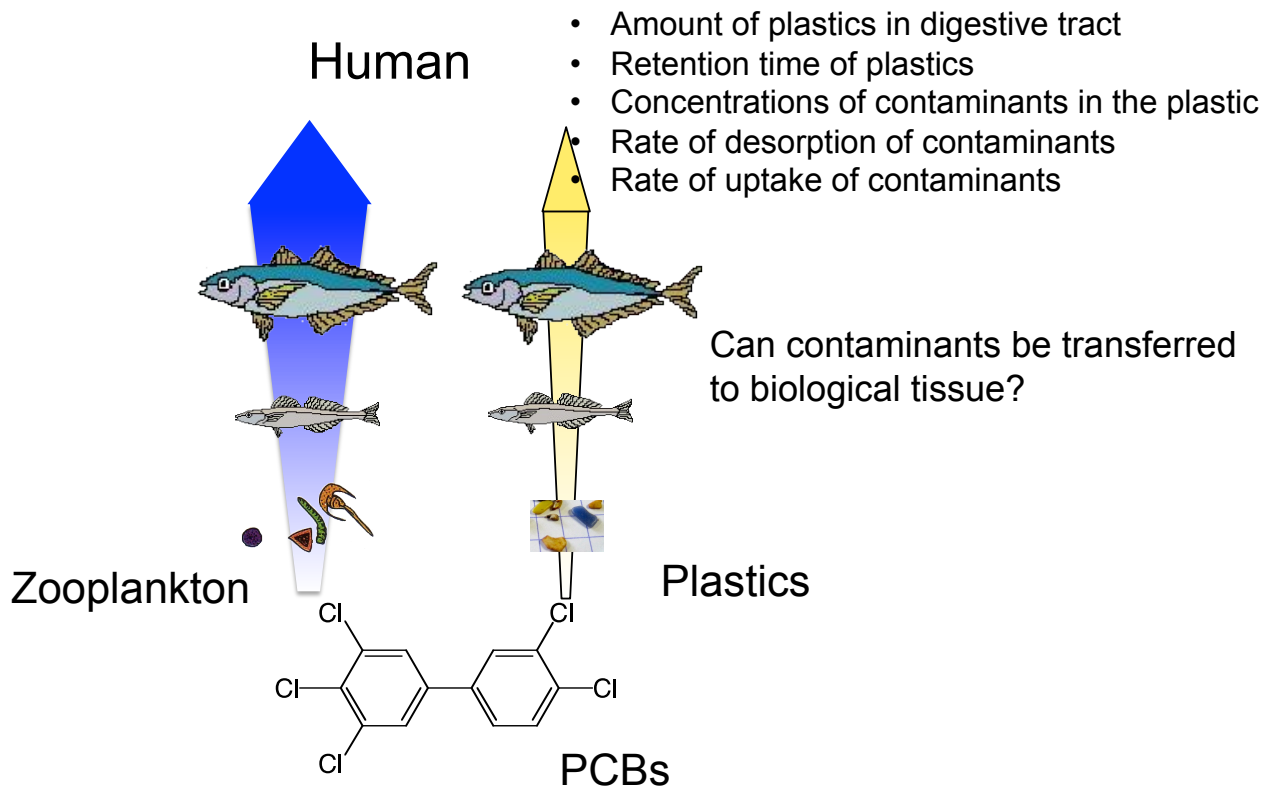 • Amount of plastics in digestive tract
Human
• Retention time of plastics
• Concentrations of contaminants in the plastic
• Rate of desorption of contaminants
• Rate of uptake of contaminants
Can contaminants be transferred
to biological tissue?
Zooplankton
Plastics
Cl
Cl
Cl
Cl
Cl
PCBs